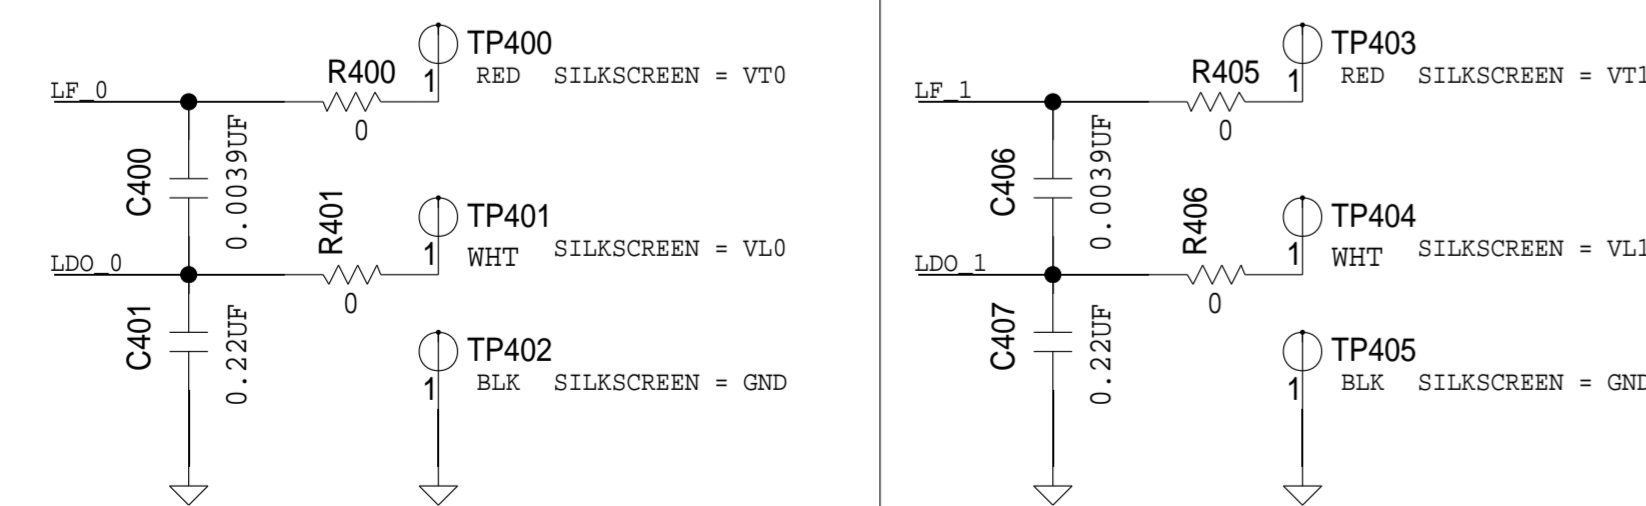 TP400
R400
1
RED SILKSCREEN = VT0
LF_0
0
C400
0.0039UF
R401
TP401
1
WHT SILKSCREEN = VL0
LDO_0
0
C401
0.22UF
TP402
1
BLK SILKSCREEN = GND
TP403
R405
1
RED SILKSCREEN = VT1
LF_1
0
C406
0.0039UF
R406
TP404
1
WHT SILKSCREEN = VL1
LDO_1
0
C407
0.22UF
TP405
1
BLK SILKSCREEN = GND